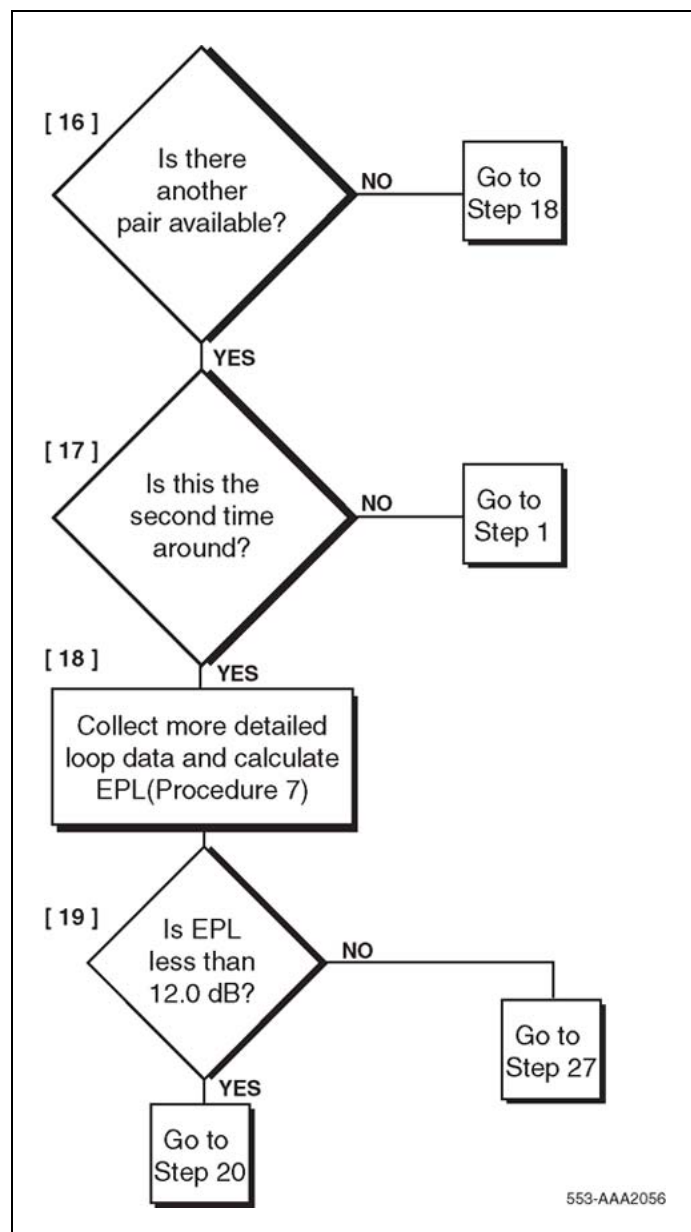 [ 16 ]
Is there
another
pair available?
NO
Go to
Step 18
YES
[ 17 ]
Is this the
second time
around?
NO
Go to
Step 1
[ 18 ]
YES
Collect more detailed
loop data and calculate
EPL(Procedure 7)
[ 19 ]
Is EPL
less than
12.0 dB?
NO
Go to
Step 27
YES
Go to
Step 20
553-AAA2056